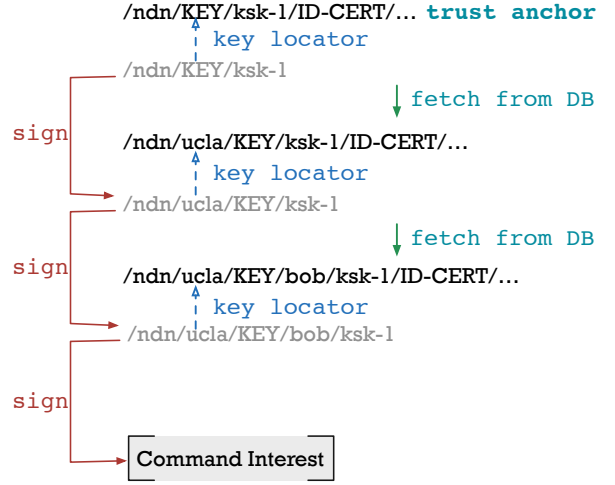 /ndn/KEY/ksk-1/ID-CERT/... trust anchor
key locator
/ndn/KEY/ksk-1
fetch from DB
sign
/ndn/ucla/KEY/ksk-1/ID-CERT/...
key locator
/ndn/ucla/KEY/ksk-1
fetch from DB
sign
/ndn/ucla/KEY/bob/ksk-1/ID-CERT/...
key locator
/ndn/ucla/KEY/bob/ksk-1
sign
Command Interest